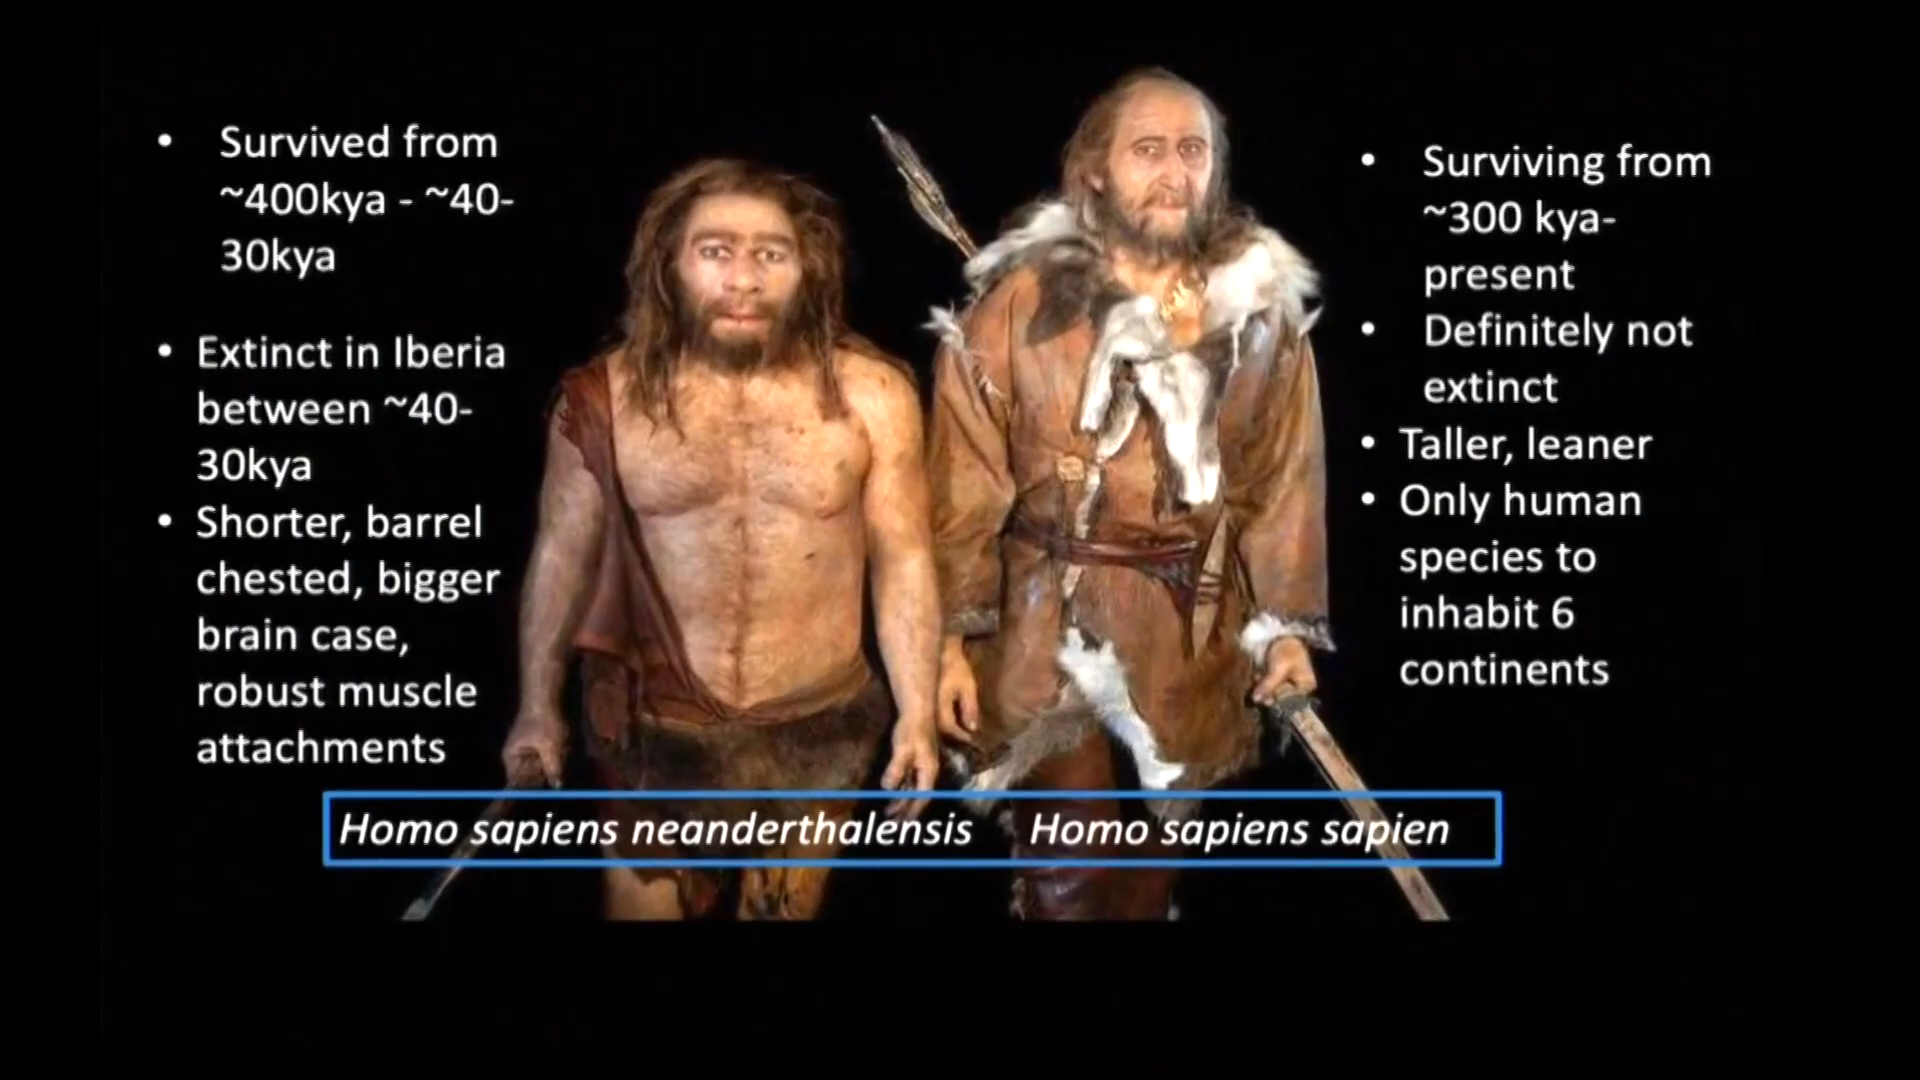 • Survived from
~400kya - ~40-
30kya
• Extinct in Iberia
between ~40-
30kya
• Shorter, barrel
chested, bigger
brain case,
robust muscle
attachments
• Surviving from
~300 kya-
present
• Definitely not
extinct
• Taller, leaner
• Only human
species to
inhabit 6
continents
Homo sapiens neanderthalensis Homo sapiens sapien